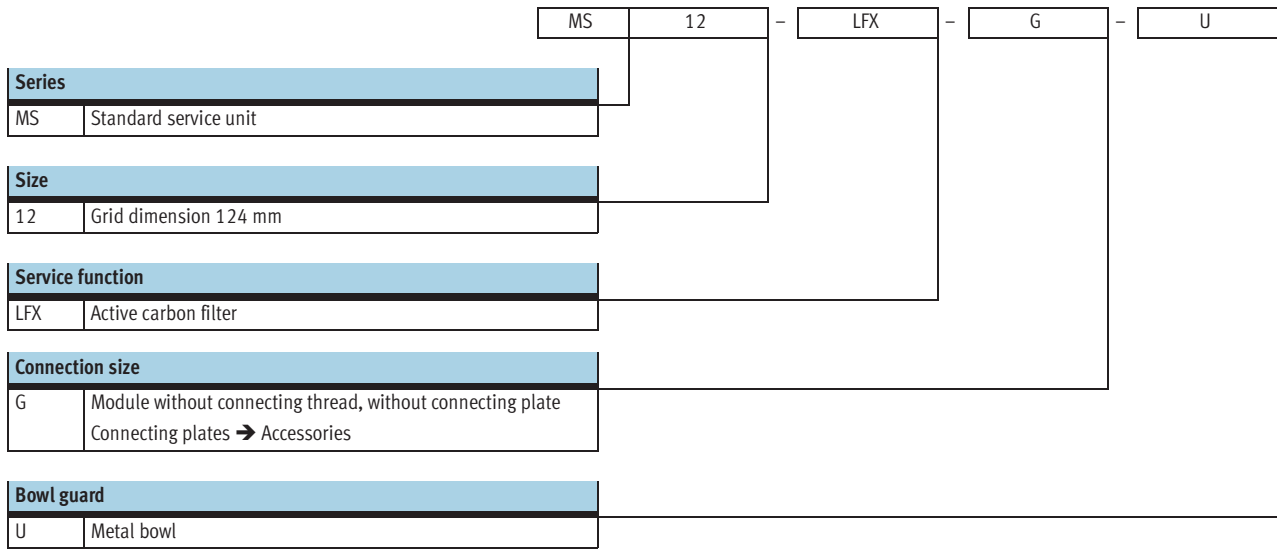 MS 12 – LFX – G – U
Series
MS Standard service unit
Size
12 Grid dimension 124 mm
Service function
LFX Active carbon filter
Connection size
G Module without connecting thread, without connecting plate
Connecting plates ➔ Accessories
Bowl guard
U Metal bowl